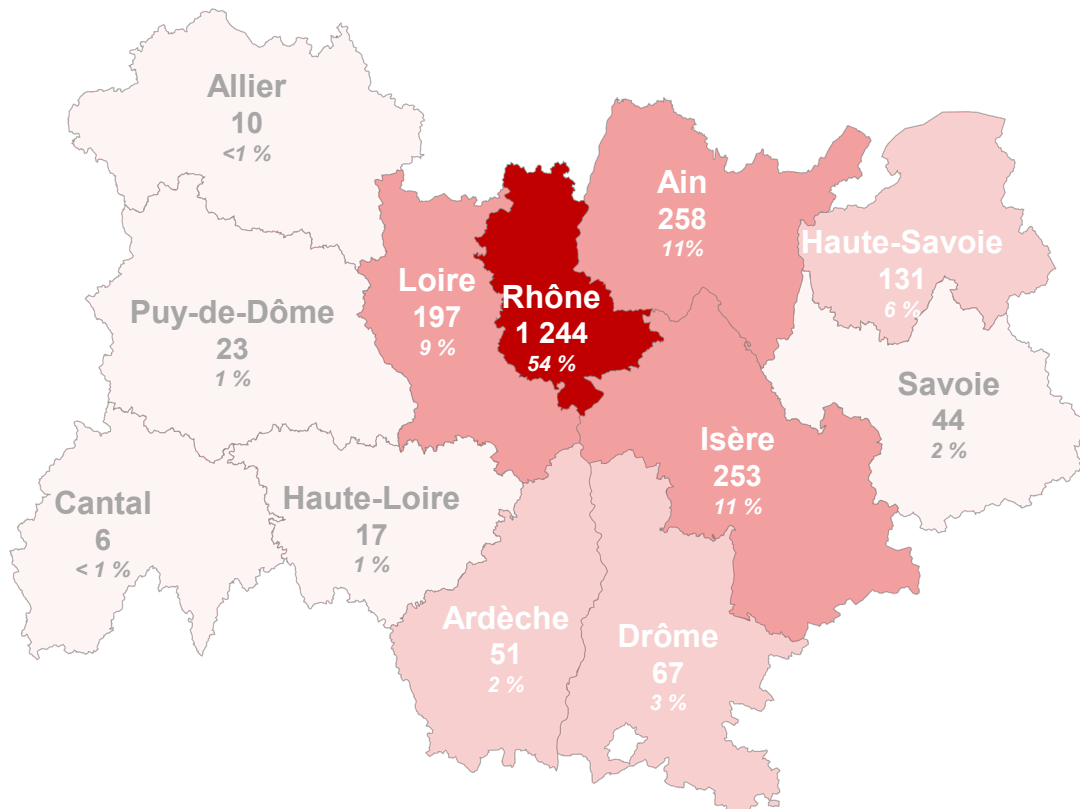 Allier
10
<1 %
Ain
258
11%
Haute-Savoie
131
6 %
Loire
197
9 %
Rhône
1 244
54 %
Puy-de-Dôme
23
1 %
Savoie
44
2 %
Isère
253
11 %
Cantal
6
< 1 %
Haute-Loire
17
1 %
Ardèche
51
2 %
Drôme
67
3 %